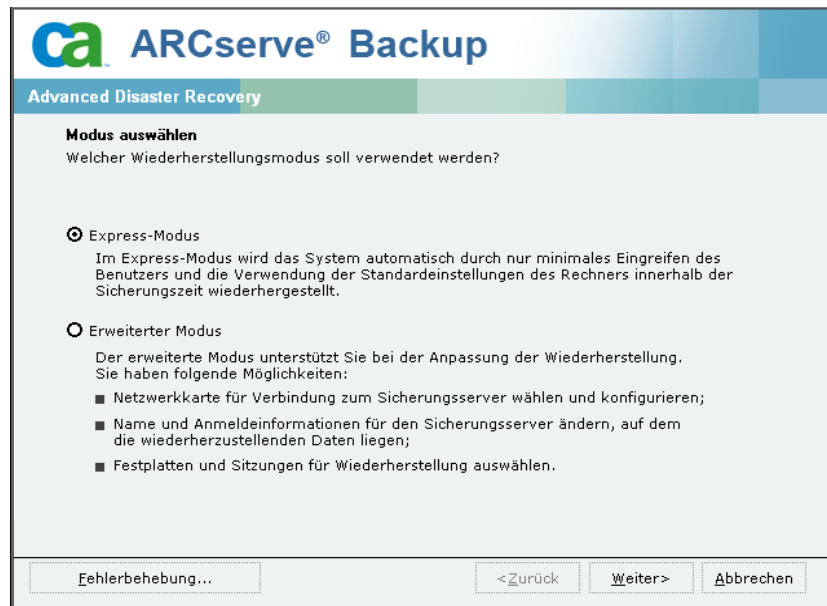 ca ARCserve® Backup
Advanced Disaster Recovery
Modus auswählen
Welcher Wiederherstellungsmodus soll verwendet werden?
Express-Modus
Im Express-Modus wird das System automatisch durch nur minimales Eingreifen des
Benutzers und die Verwendung der Standardeinstellungen des Rechners innerhalb der
Sicherungszeit wiederhergestellt.
Erweiterter Modus
Der erweiterte Modus unterstützt Sie bei der Anpassung der Wiederherstellung.
Sie haben folgende Möglichkeiten:
■ Netzwerkkarte für Verbindung zum Sicherungsserver wählen und konfigurieren;
■ Name und Anmeldeinformationen für den Sicherungsserver ändern, auf dem
die wiederherzustellenden Daten liegen;
■ Festplatten und Sitzungen für Wiederherstellung auswählen.
Fehlerbehebung... <Zurück Weiter> Abbrechen